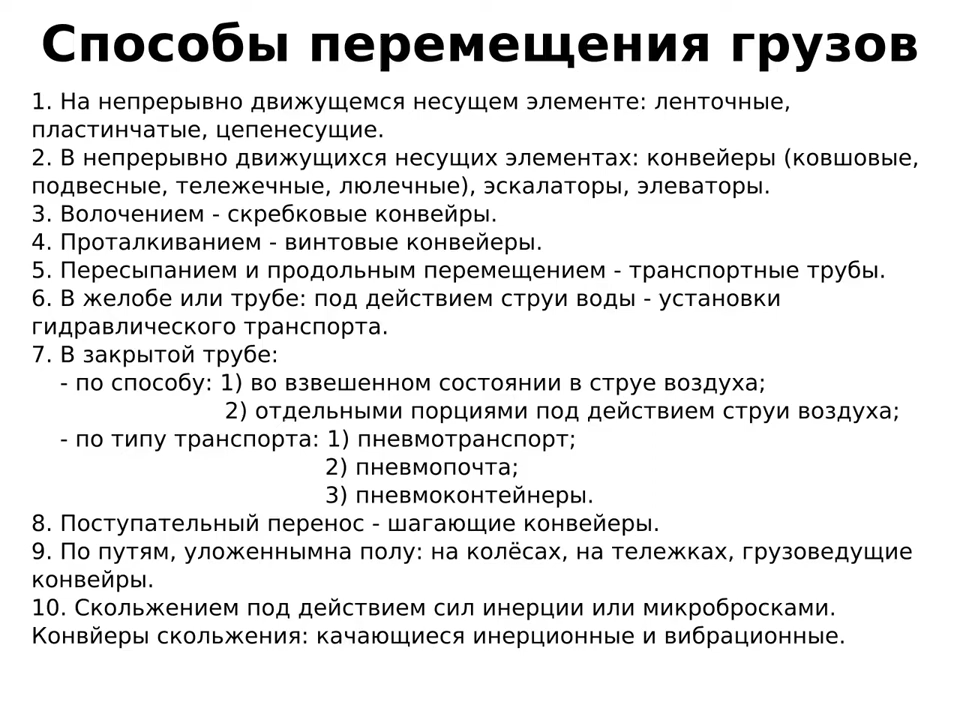 Способы перемещения грузов
1. На непрерывно движущемся несущем элементе: ленточные,
пластинчатые, цепенесущие.
2. В непрерывно движущихся несущих элементах: конвейеры (ковшовые,
подвесные, тележечные, люлечные), эскалаторы, элеваторы.
3. Волочением - скребковые конвейры.
4. Проталкиванием - винтовые конвейеры.
5. Пересыпанием и продольным перемещением - транспортные трубы.
6. В желобе или трубе: под действием струи воды - установки
гидравлического транспорта.
7. В закрытой трубе:
- по способу: 1) во взвешенном состоянии в струе воздуха;
2) отдельными порциями под действием струи воздуха;
- по типу транспорта: 1) пневмотранспорт;
2) пневмопочта;
3) пневмоконтейнеры.
8. Поступательный перенос - шагающие конвейеры.
9. По путям, уложеннымна полу: на колёсах, на тележках, грузоведущие
конвейры.
10. Скольжением под действием сил инерции или микробросками.
Конвйеры скольжения: качающиеся инерционные и вибрационные.